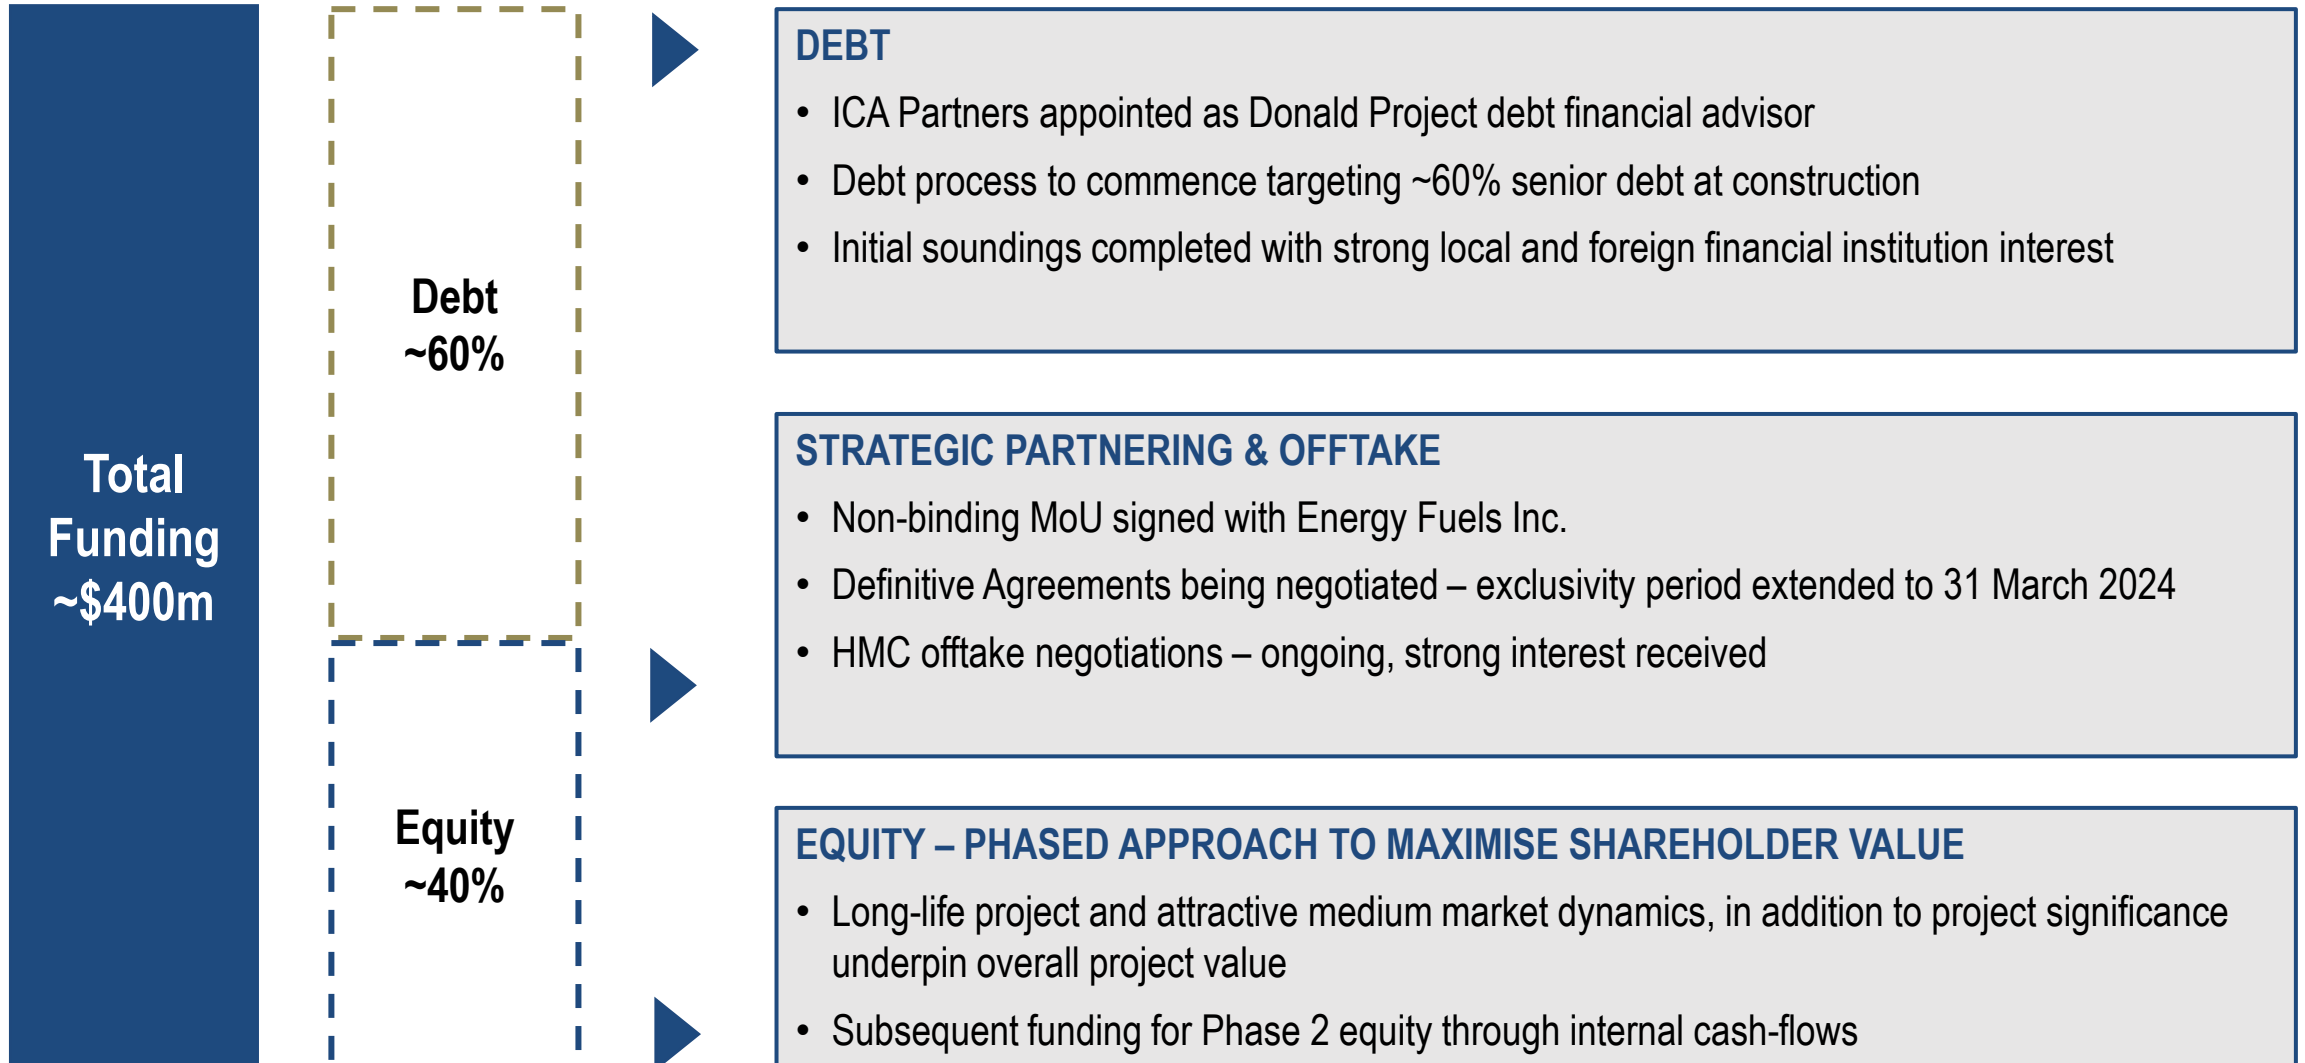 Total
Funding
~$400m
Debt
~60%
Equity
~40%
DEBT
• ICA Partners appointed as Donald Project debt financial advisor
• Debt process to commence targeting ~60% senior debt at construction
• Initial soundings completed with strong local and foreign financial institution interest
STRATEGIC PARTNERING & OFFTAKE
• Non-binding MoU signed with Energy Fuels Inc.
• Definitive Agreements being negotiated – exclusivity period extended to 31 March 2024
• HMC offtake negotiations – ongoing, strong interest received
EQUITY – PHASED APPROACH TO MAXIMISE SHAREHOLDER VALUE
• Long-life project and attractive medium market dynamics, in addition to project significance
underpin overall project value
• Subsequent funding for Phase 2 equity through internal cash-flows